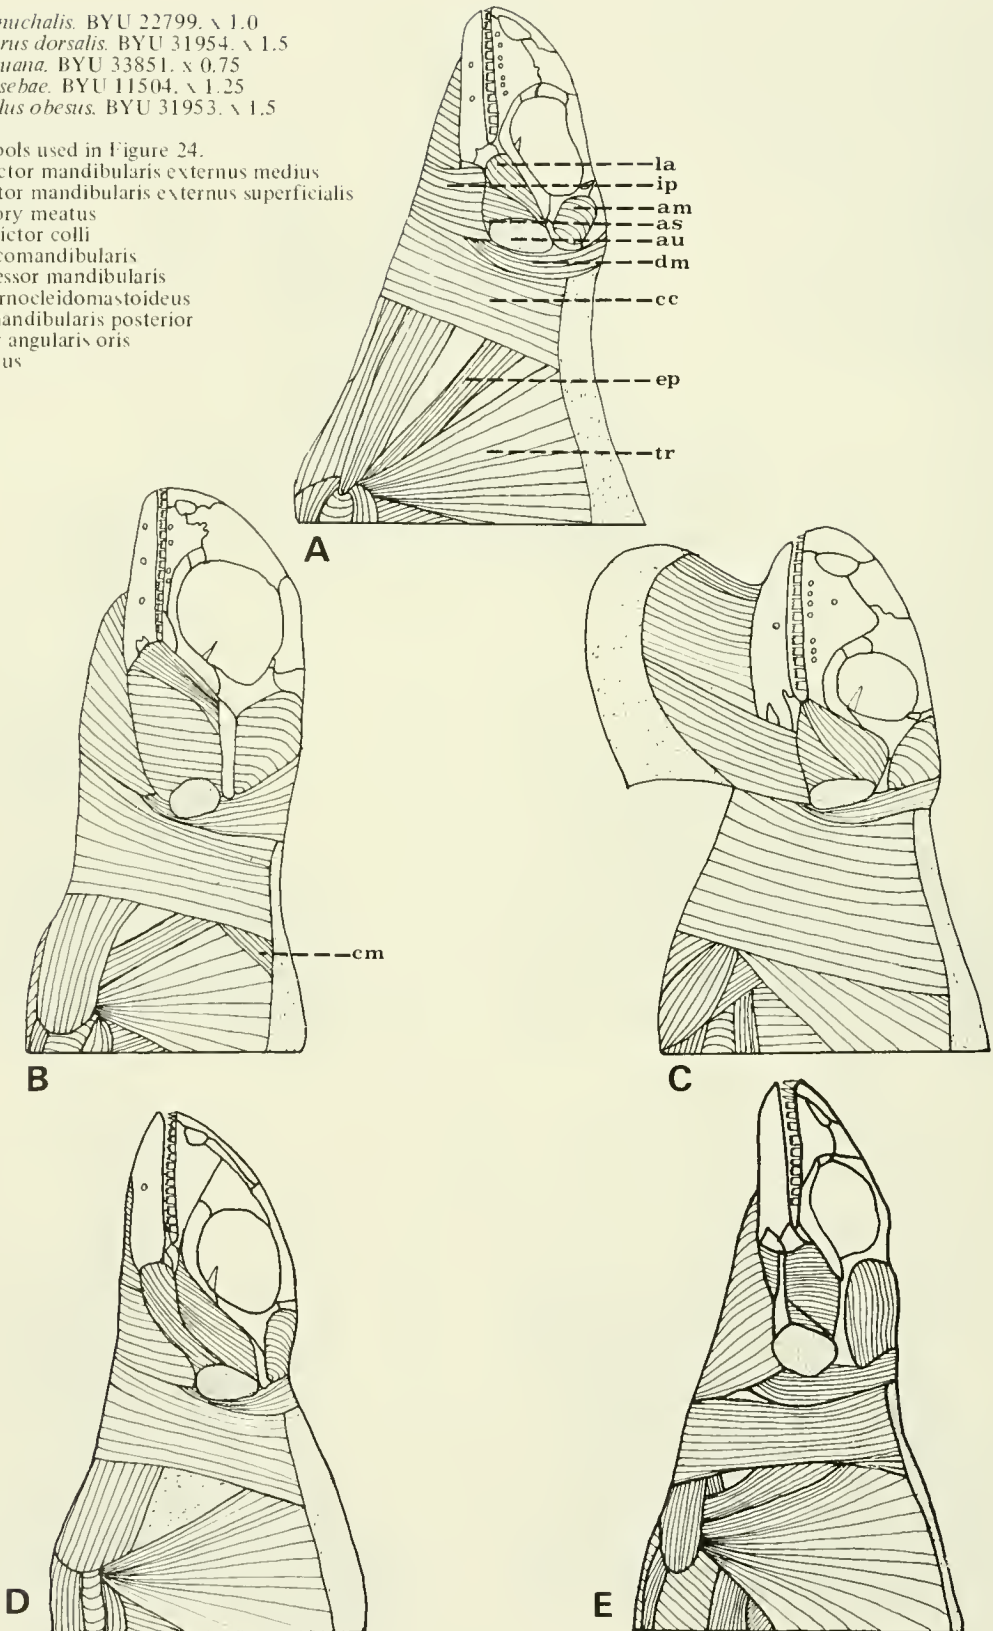 nuchalis. BYU 22799. x 1.0
rus dorsalis. BYU 31954. x 1.5
uana. BYU 33851. x 0.75
sebae. BYU 11504. x 1.25
lus obesus. BYU 31953. x 1.5
ools used in Figure 24.
ctor mandibularis externus medius
tor mandibularis externus superficialis
ory meatus
ictor colli
comandibularis
essor mandibularis
rnocleidomastoideus
nandibularis posterior
r angularis oris
us
la
ip
am
as
au
dm
cc
ep
tr
A
cm
B
C
D
E